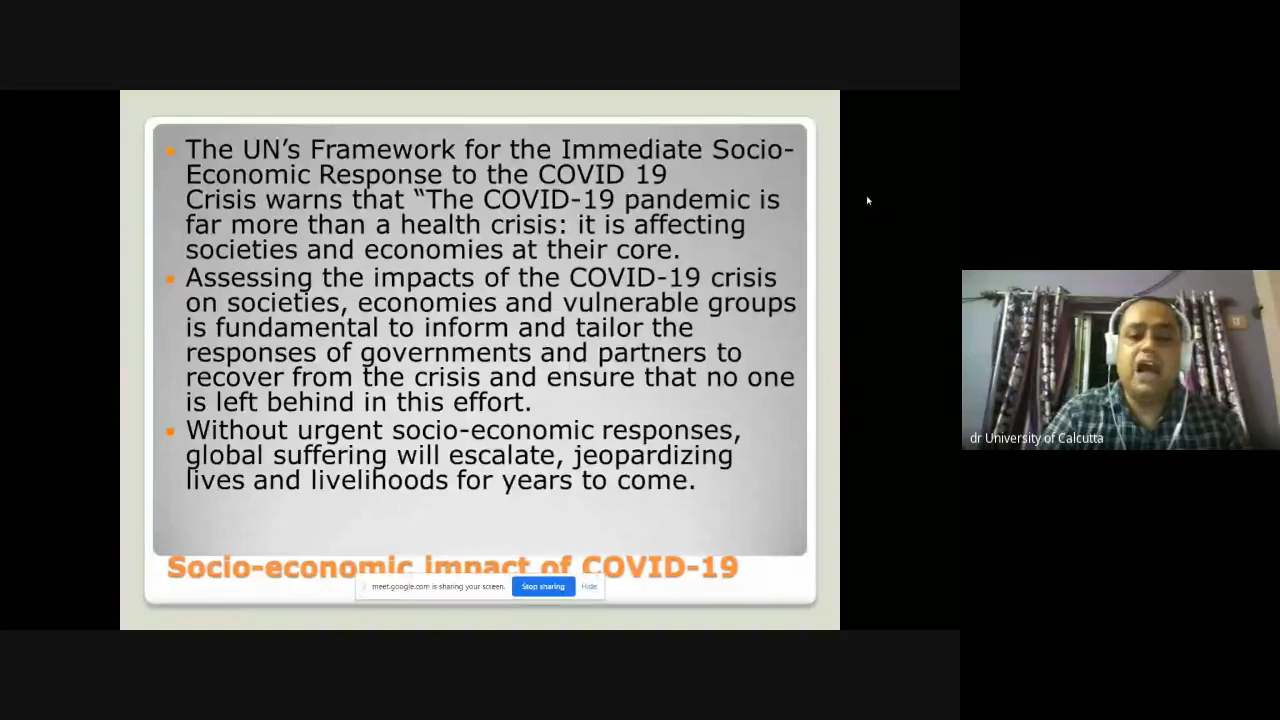 The UN’s Framework for the Immediate Socio-
Economic Response to the COVID 19
Crisis warns that “The COVID-19 pandemic is
far more than a health crisis: it is affecting
societies and economies at their core.
Assessing the impacts of the COVID-19 crisis
on societies, economies and vulnerable groups
is fundamental to inform and tailor the
responses of governments and partners to
recover from the crisis and ensure that no one
is left behind in this effort.
Without urgent socio-economic responses,
global suffering will escalate, jeopardizing
lives and livelihoods for years to come.
Socio-economic impact of COVID-19
meet.google.com is sharing your screen.
Stop sharing
Hide
dr University of Calcutta